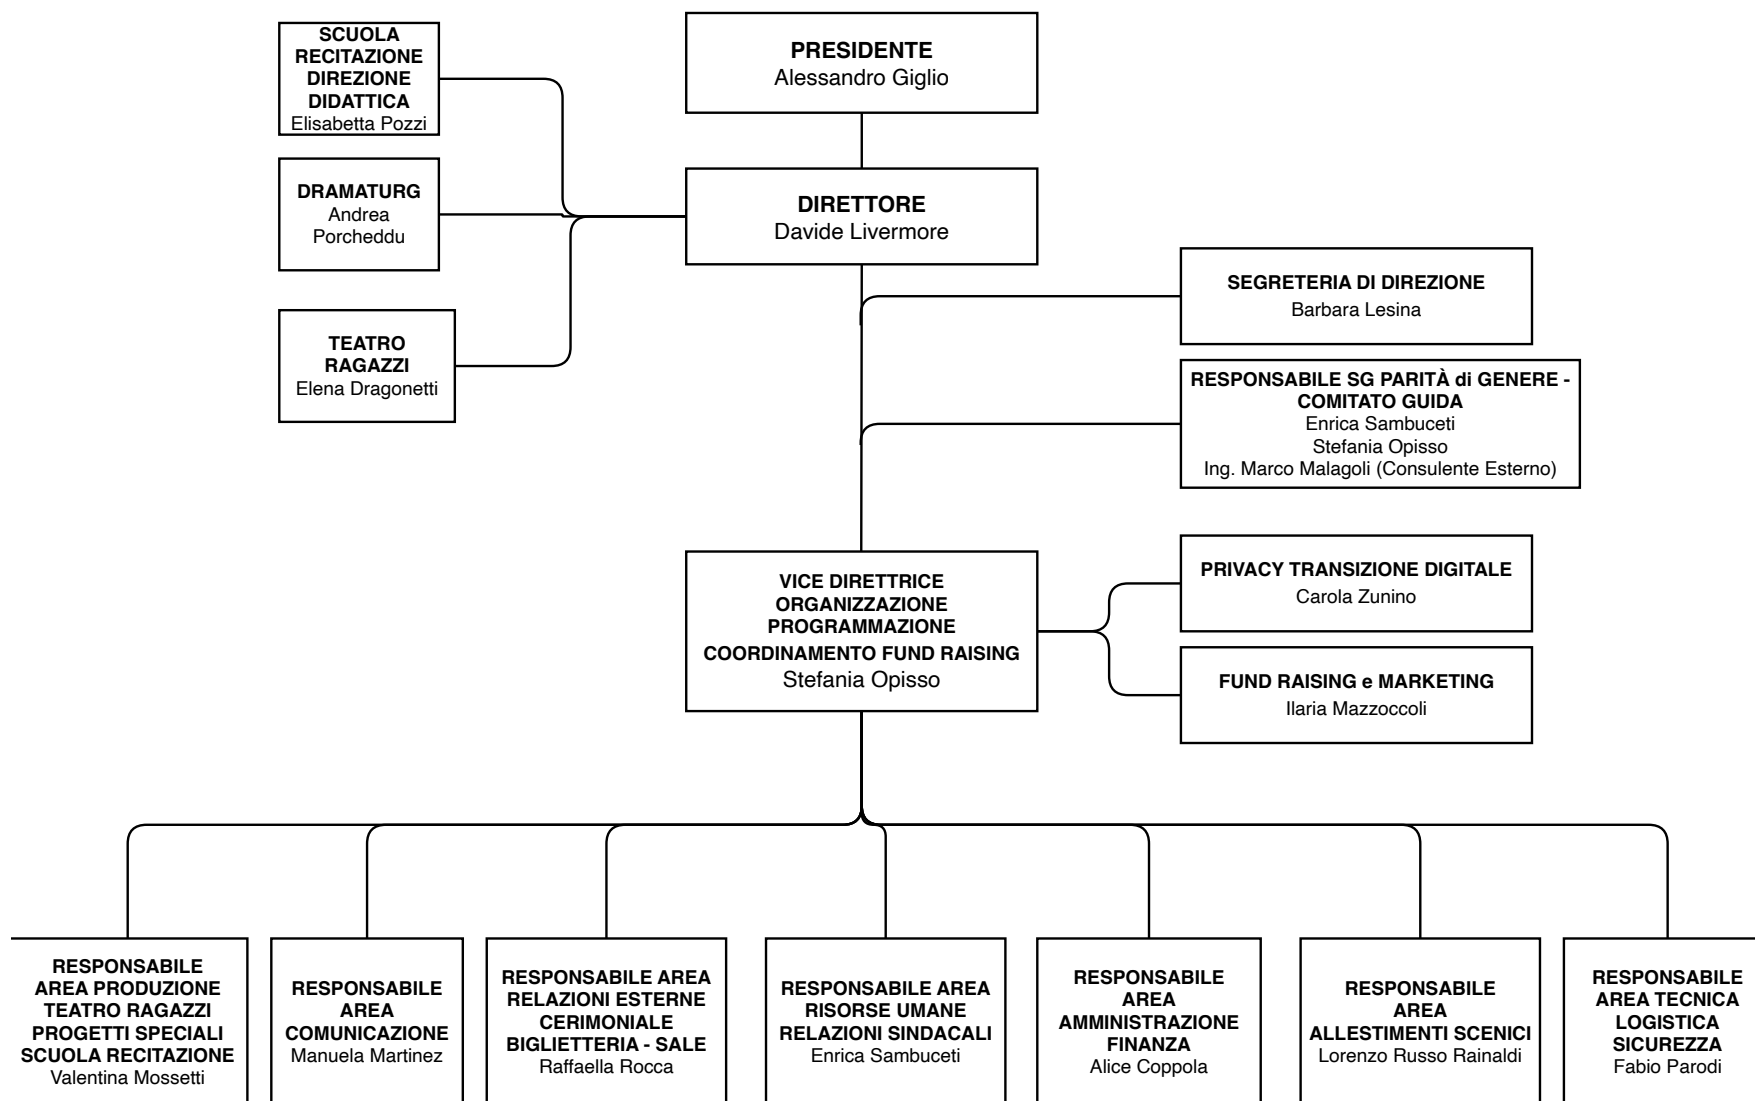 SCUOLA
RECITAZIONE
DIREZIONE
DIDATTICA
Elisabetta Pozzi
PRESIDENTE
Alessandro Giglio
DRAMATURG
Andrea
Porcheddu
DIRETTORE
Davide Livermore
TEATRO
RAGAZZI
Elena Dragonetti
SEGRETERIA DI DIREZIONE
Barbara Lesina
RESPONSABILE SG PARITÀ di GENERE -
COMITATO GUIDA
Enrica Sambuceti
Stefania Opisso
Ing. Marco Malagoli (Consulente Esterno)
VICE DIRETTRICE
ORGANIZZAZIONE
PROGRAMMAZIONE
COORDINAMENTO FUND RAISING
Stefania Opisso
PRIVACY TRANSIZIONE DIGITALE
Carola Zunino
FUND RAISING e MARKETING
Ilaria Mazzoccoli
RESPONSABILE
AREA PRODUZIONE
TEATRO RAGAZZI
PROGETTI SPECIALI
SCUOLA RECITAZIONE
Valentina Mossetti
RESPONSABILE
AREA
COMUNICAZIONE
Manuela Martinez
RESPONSABILE AREA
RELAZIONI ESTERNE
CERIMONIALE
BIGLIETTERIA - SALE
Raffaella Rocca
RESPONSABILE AREA
RISORSE UMANE
RELAZIONI SINDACALI
Enrica Sambuceti
RESPONSABILE
AREA
AMMINISTRAZIONE
FINANZA
Alice Coppola
RESPONSABILE
AREA
ALLESTIMENTI SCENICI
Lorenzo Russo Rainaldi
RESPONSABILE
AREA TECNICA
LOGISTICA
SICUREZZA
Fabio Parodi